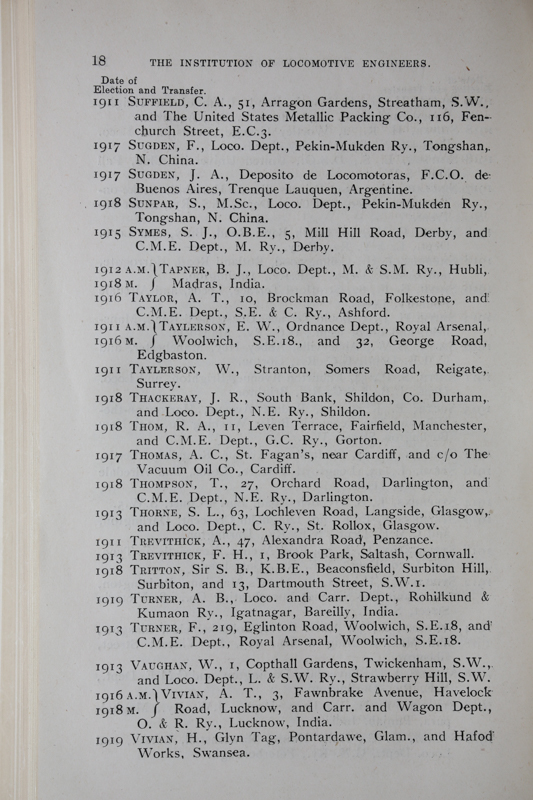 18 THE INSTITUTION OF LOCOMOTIVE ENGINEERS.
Date of
Election and Transfer.
1911 SUFFIELD, C. A., 51, Arragon Gardens, Streatham, S.W.,
and The United States Metallic Packing Co., 116, Fen-
church Street, E.C.3.
1917 SUGDEN, F., Loco. Dept., Pekin-Mukden Ry., Tongshan,
N. China.
1917 SUGDEN, J. A., Deposito de Locomotoras, F.C.O. de
Buenos Aires, Trenque Lauquen, Argentine.
1918 SUNPAR, S., M.Sc., Loco. Dept., Pekin-Mukden Ry.,
Tongshan, N. China.
1915 SYMES, S. J., O.B.E., 5, Mill Hill Road, Derby, and
C.M.E. Dept., M. Ry., Derby.
1912 A.M.} TAPNER, B. J., Loco. Dept., M. & S.M. Ry., Hubli,
1918 M. } Madras, India.
1916 TAYLOR, A. T., 10, Brockman Road, Folkestone, and
C.M.E. Dept., S.E. & C. Ry., Ashford.
1911 A.M.} TAYLERSON, E. W., Ordnance Dept., Royal Arsenal,
1916 M. } Woolwich, S.E.18., and 32, George Road,
Edgbaston.
1911 TAYLERSON, W., Stranton, Somers Road, Reigate,
Surrey.
1918 THACKERAY, J. R., South Bank, Shildon, Co. Durham,
and Loco. Dept., N.E. Ry., Shildon.
1918 THOM, R. A., 11, Leven Terrace, Fairfield, Manchester,
and C.M.E. Dept., G.C. Ry., Gorton.
1917 THOMAS, A. C., St. Fagan's, near Cardiff, and c/o The
Vacuum Oil Co., Cardiff.
1918 THOMPSON, T., 27, Orchard Road, Darlington, and
C.M.E. Dept., N.E. Ry., Darlington.
1913 THORNE, S. L., 63, Lochleven Road, Langside, Glasgow,
and Loco. Dept., C. Ry., St. Rollox, Glasgow.
1911 TREVITHICK, A., 47, Alexandra Road, Penzance.
1913 TREVITHICK, F. H., 1, Brook Park, Saltash, Cornwall.
1918 TRITTON, Sir S. B., K.B.E., Beaconsfield, Surbiton Hill,
Surbiton, and 13, Dartmouth Street, S.W.1.
1919 TURNER, A. B., Loco. and Carr. Dept., Rohilkund &
Kumaon Ry., Igatnagar, Bareilly, India.
1913 TURNER, F., 219, Eglinton Road, Woolwich, S.E.18, and
C.M.E. Dept., Royal Arsenal, Woolwich, S.E.18.
1913 VAUGHAN, W., 1, Copthall Gardens, Twickenham, S.W.,
and Loco. Dept., L. & S.W. Ry., Strawberry Hill, S.W.
1916 A.M.} VIVIAN, A. T., 3, Fawnbrake Avenue, Havelock
1918 M. } Road, Lucknow, and Carr. and Wagon Dept.,
O. & R. Ry., Lucknow, India.
1919 VIVIAN, H., Glyn Tag, Pontardawe, Glam., and Hafod
Works, Swansea.